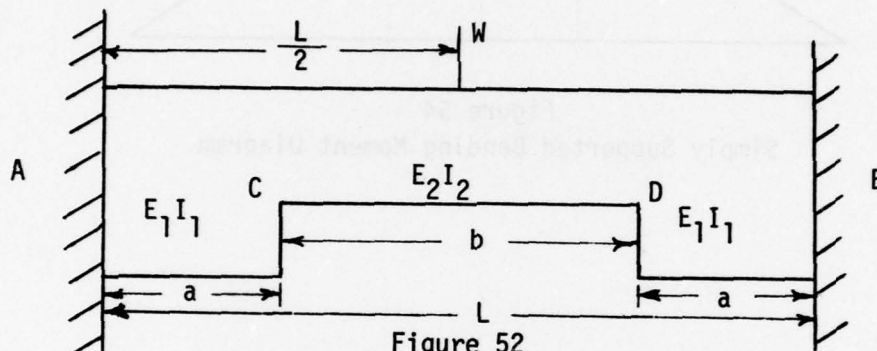 L/2
W
A
B
C
E₂I₂
D
E₁I₁
E₁I₁
b
a
a
L
Figure 52
Figure 54
Simply Supported Bending Moment Diagram